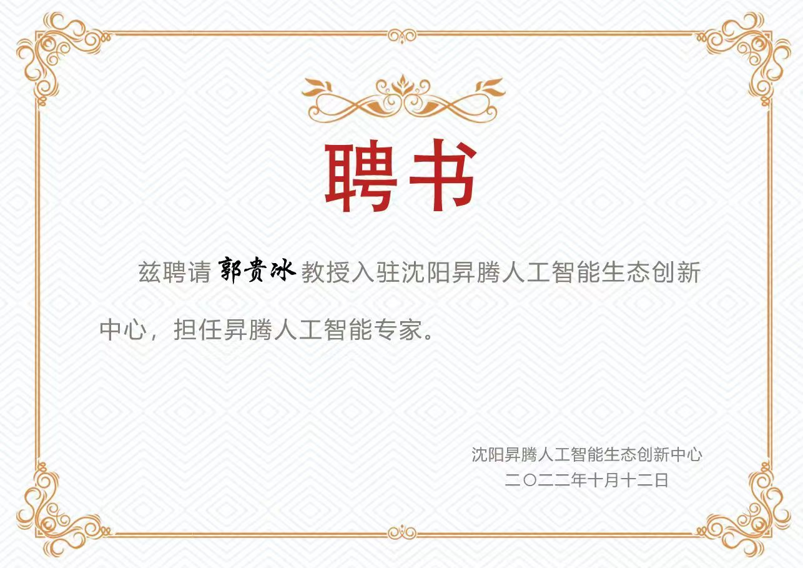 聘书
兹聘请郭贵冰教授入驻沈阳昇腾人工智能生态创新
中心，担任昇腾人工智能专家。
沈阳昇腾人工智能生态创新中心
二〇二二年十月十二日